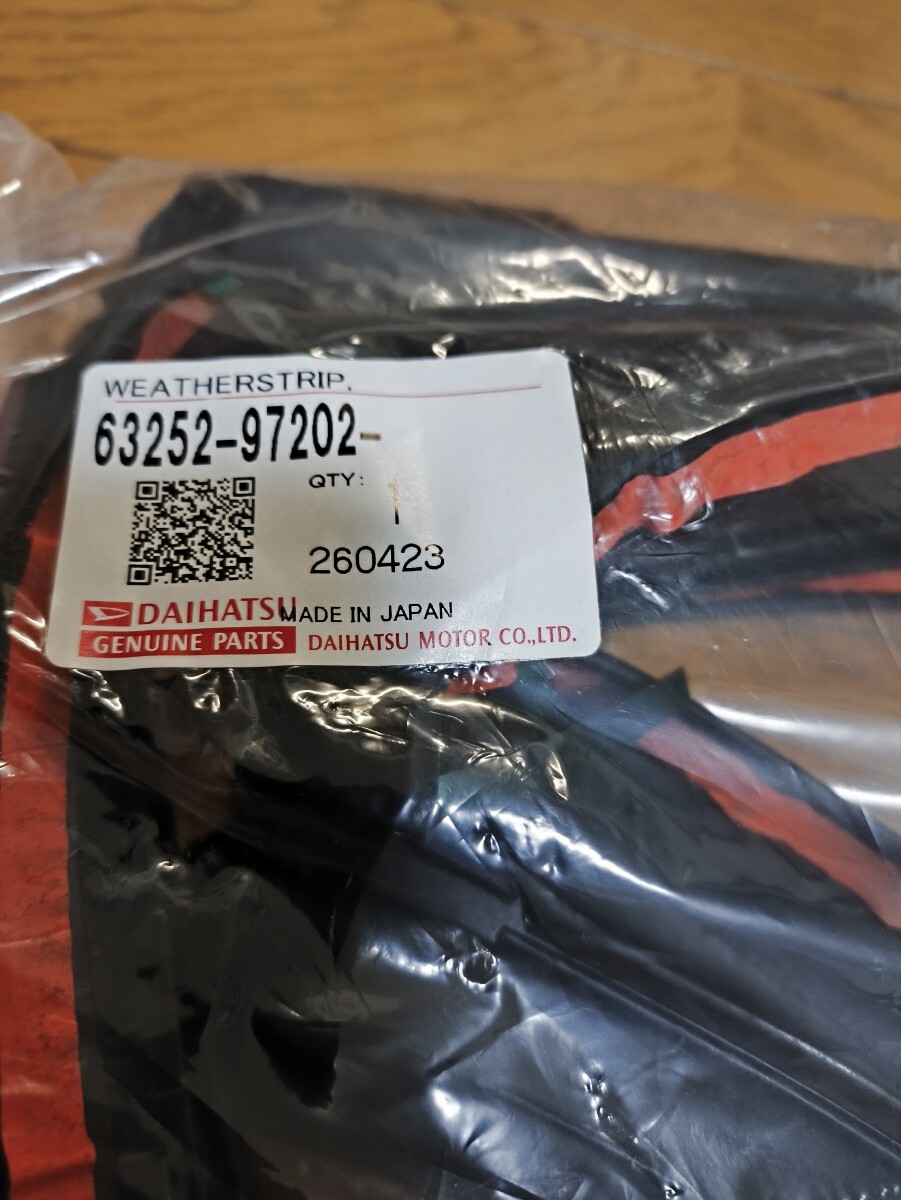 WEATHERSTRIP,
63252-97202-
QTY: 1
260423
DAIHATSU MADE IN JAPAN
GENUINE PARTS DAIHATSU MOTOR CO.,LTD.